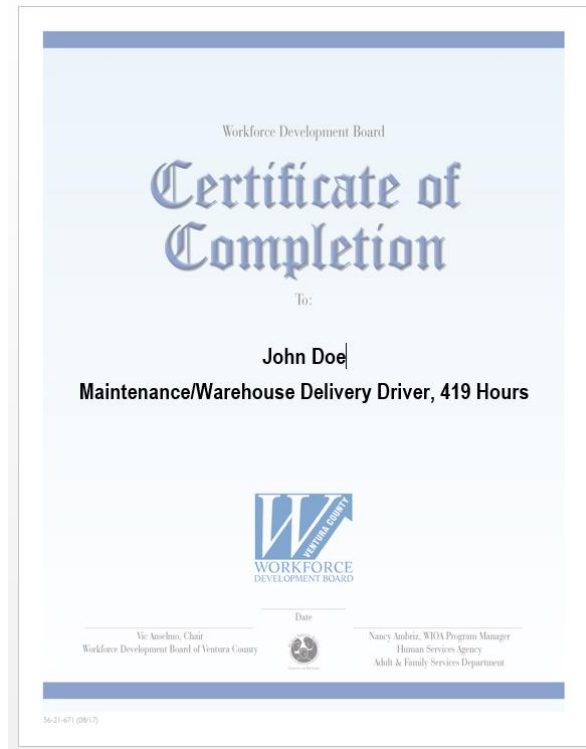 Workforce Development Board
Certificate of
Completion
To:
John Doe
Maintenance/Warehouse Delivery Driver, 419 Hours
W
VENTURA COUNTY
WORKFORCE
DEVELOPMENT BOARD
Date
Vic Anselmo, Chair
Workforce Development Board of Ventura County
Nancy Ambriz, WIOA Program Manager
Human Services Agency
Adult & Family Services Department
56-21-671 (08/17)